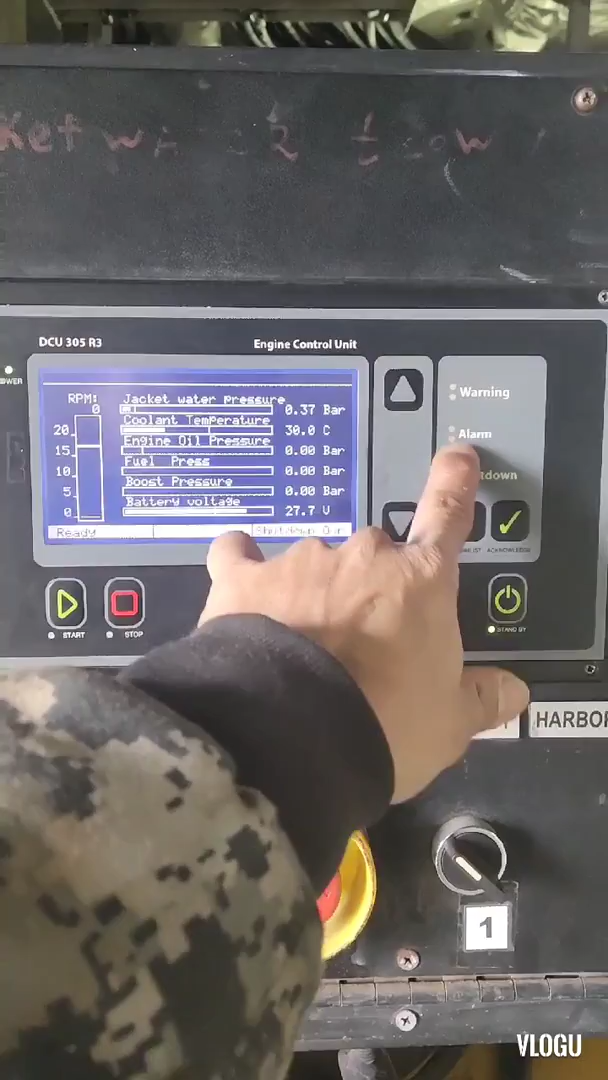 DCU 305 R3
Engine Control Unit
RPM:
0
20
15
10
5
0
Jacket water pressure
0.37 Bar
Coolant Temperature
30.0 C
Engine Oil Pressure
0.00 Bar
Fuel Press
0.00 Bar
Boost Pressure
0.00 Bar
Battery voltage
27.7 V
Ready
Warning
Alarm
tdown
START
STOP
ACKNOWLEDGE
STAND BY
HARBOR
1
VLOGU